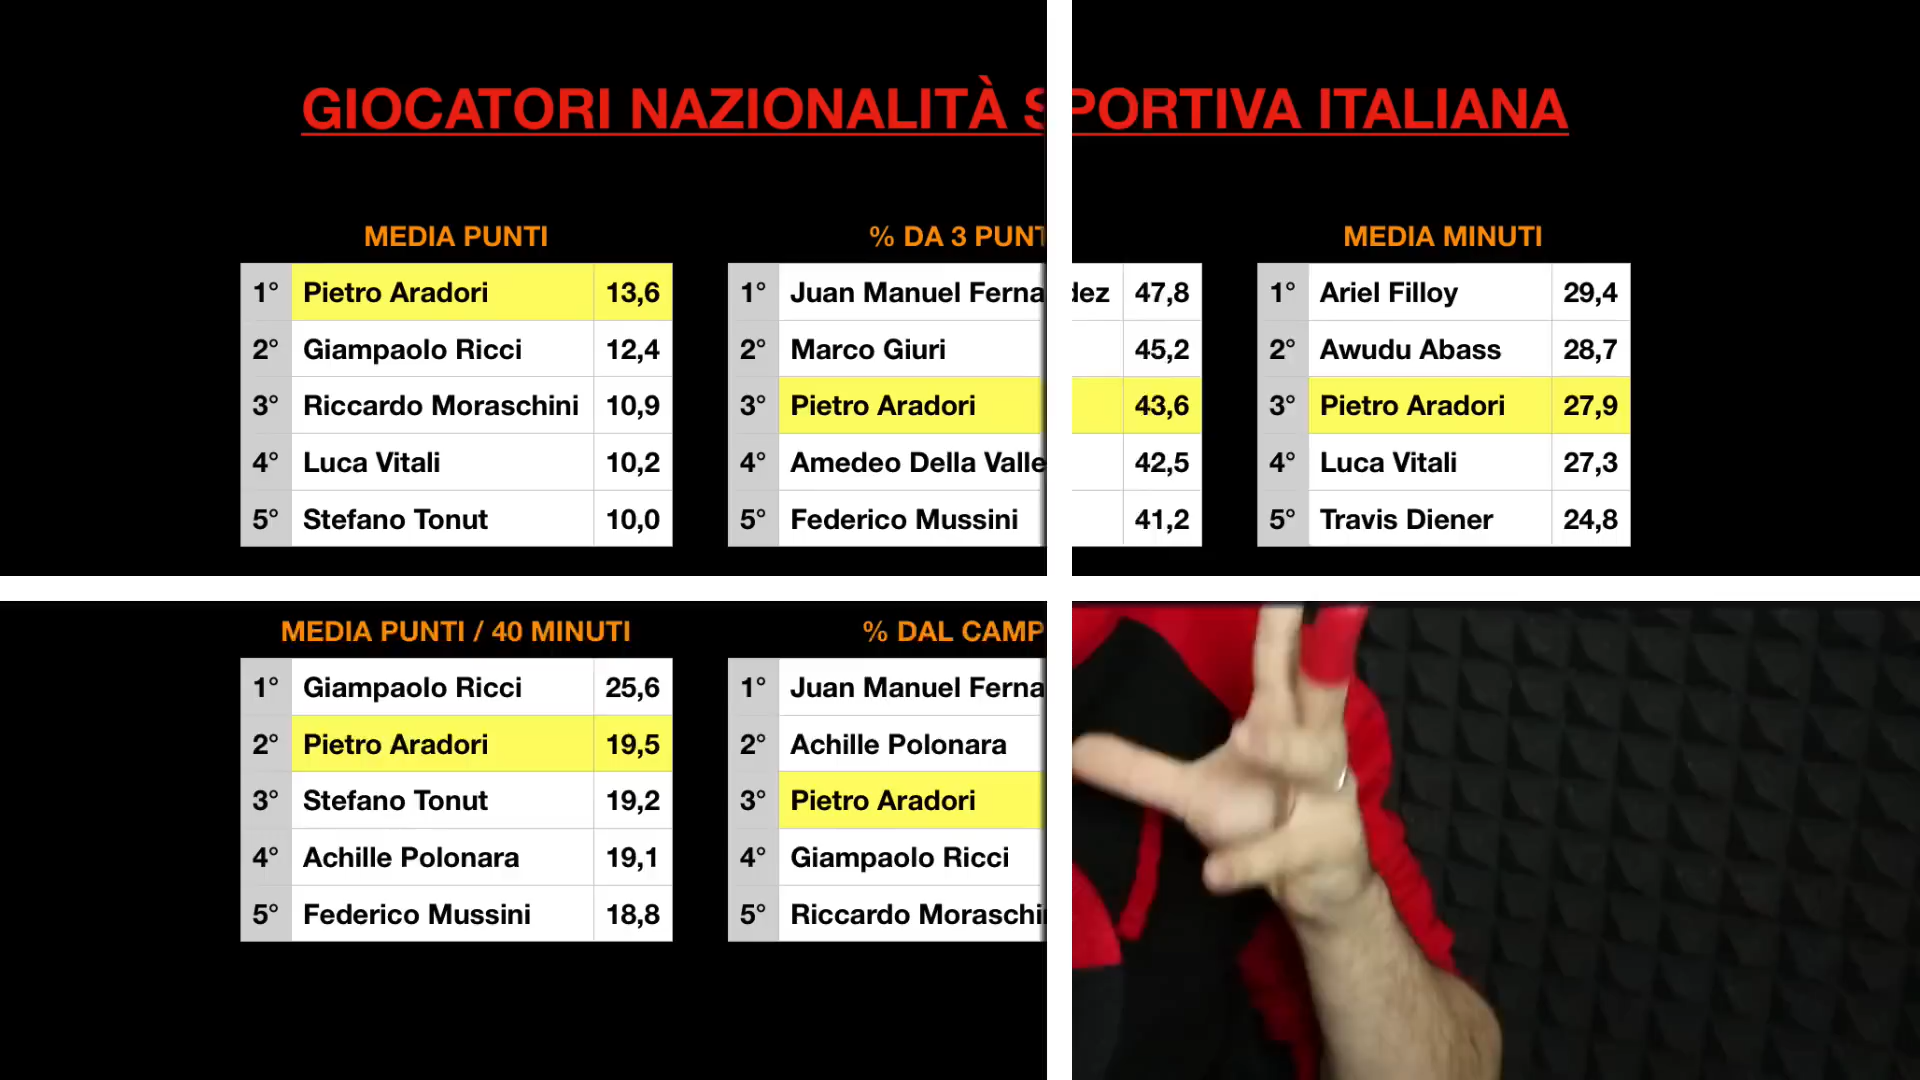 GIOCATORI NAZIONALITÀ SPORTIVA ITALIANA
MEDIA PUNTI
1° Pietro Aradori 13,6
2° Giampaolo Ricci 12,4
3° Riccardo Moraschini 10,9
4° Luca Vitali 10,2
5° Stefano Tonut 10,0
% DA 3 PUNT
1° Juan Manuel Ferna dez 47,8
2° Marco Giuri 45,2
3° Pietro Aradori 43,6
4° Amedeo Della Valle 42,5
5° Federico Mussini 41,2
MEDIA MINUTI
1° Ariel Filloy 29,4
2° Awudu Abass 28,7
3° Pietro Aradori 27,9
4° Luca Vitali 27,3
5° Travis Diener 24,8
MEDIA PUNTI / 40 MINUTI
1° Giampaolo Ricci 25,6
2° Pietro Aradori 19,5
3° Stefano Tonut 19,2
4° Achille Polonara 19,1
5° Federico Mussini 18,8
% DAL CAMP
1° Juan Manuel Ferna
2° Achille Polonara
3° Pietro Aradori
4° Giampaolo Ricci
5° Riccardo Moraschi